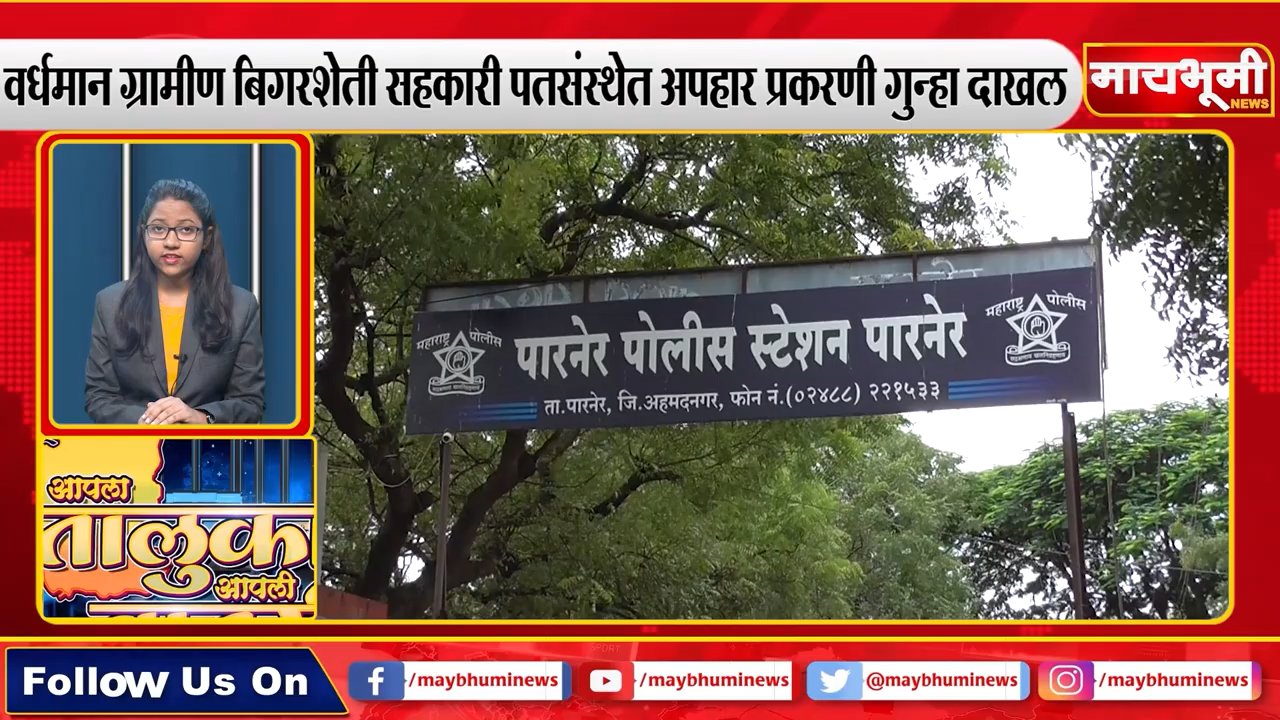 वर्धमान ग्रामीण बिगरशेती सहकारी पतसंस्थेत अपहार प्रकरणी गुन्हा दाखल
मायभूमी
NEWS
महाराष्ट्र पोलीस
पारनेर पोलीस स्टेशन पारनेर
महाराष्ट्र पोलीस
ता.पारनेर, जि.अहमदनगर, फोन नं.(०२४८८) २२१५३३
आपला
तालुका
आपली
Follow Us On
/maybhuminews
/maybhuminews
@maybhuminews
/maybhuminews